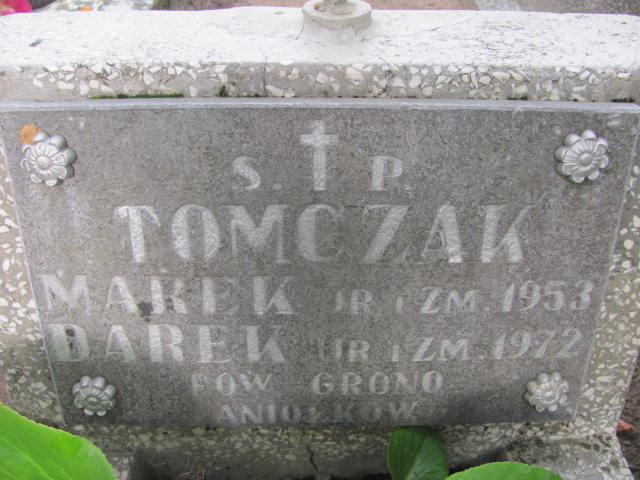 S. † P.
TOMCZAK
MAREK UR. i ZM. 1953
DAREK UR i ZM. 1972
POW GRONO
ANIOŁKÓW